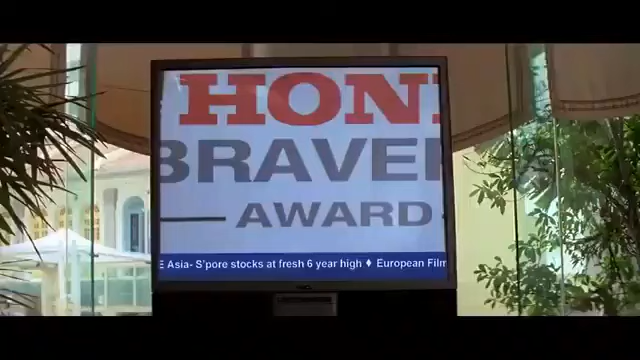 HON
BRAVE
AWARD
E Asia- S'pore stocks at fresh 6 year high ♦ European Film